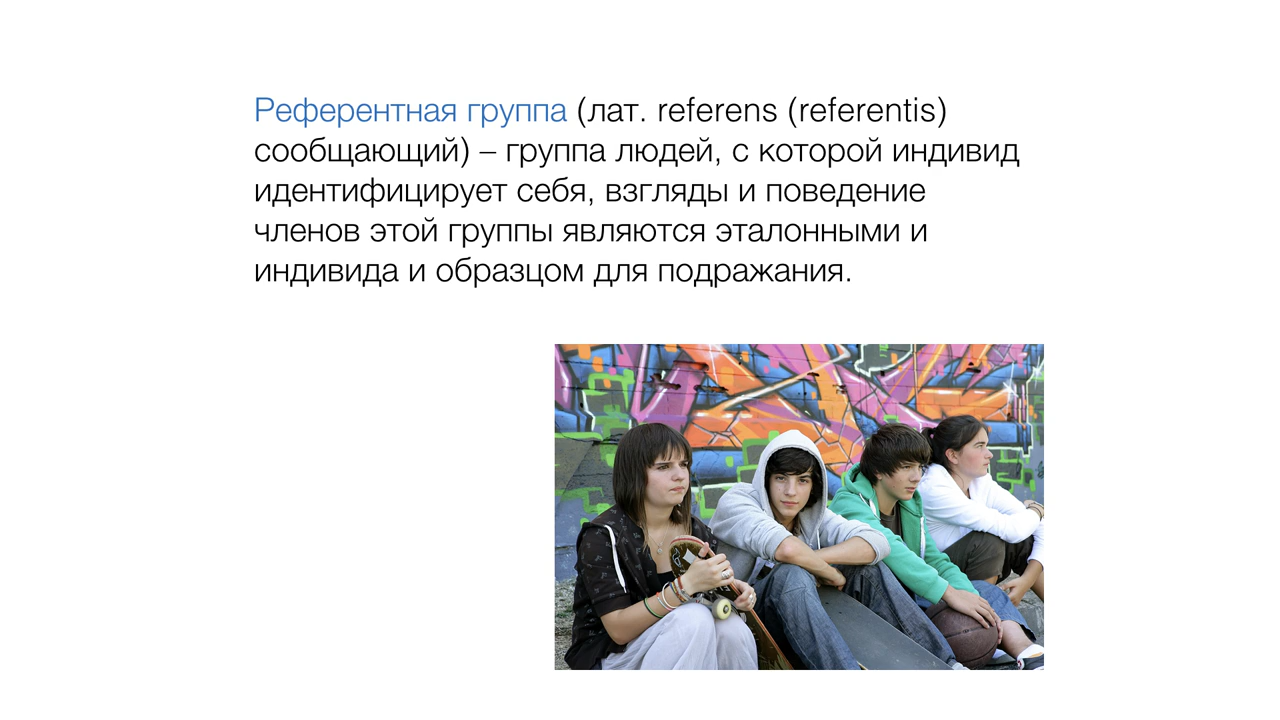 Референтная группа (лат. referens (referentis)
сообщающий) – группа людей, с которой индивид
идентифицирует себя, взгляды и поведение
членов этой группы являются эталонными и
индивида и образцом для подражания.